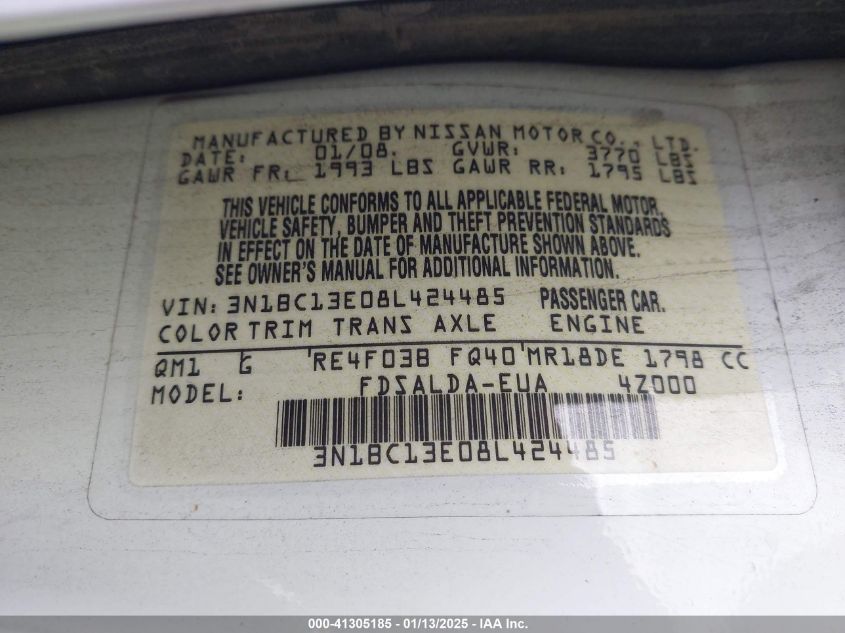 MANUFACTURED BY NISSAN MOTOR CO., LTD.
DATE: 01/08. GVWR: 3770 LBS
GAWR FR: 1993 LBS GAWR RR: 1795 LBS
THIS VEHICLE CONFORMS TO ALL APPLICABLE FEDERAL MOTOR
VEHICLE SAFETY, BUMPER AND THEFT PREVENTION STANDARDS
IN EFFECT ON THE DATE OF MANUFACTURE SHOWN ABOVE.
SEE OWNER'S MANUAL FOR ADDITIONAL INFORMATION.
VIN: 3N1BC13E08L424485 PASSENGER CAR.
COLOR TRIM TRANS AXLE ENGINE
QM1 G RE4F03B FQ40 MR18DE 1798 CC
MODEL: FDSALDA-EUA 4Z000
3N1BC13E08L424485
000-41305185 - 01/13/2025 - IAA Inc.